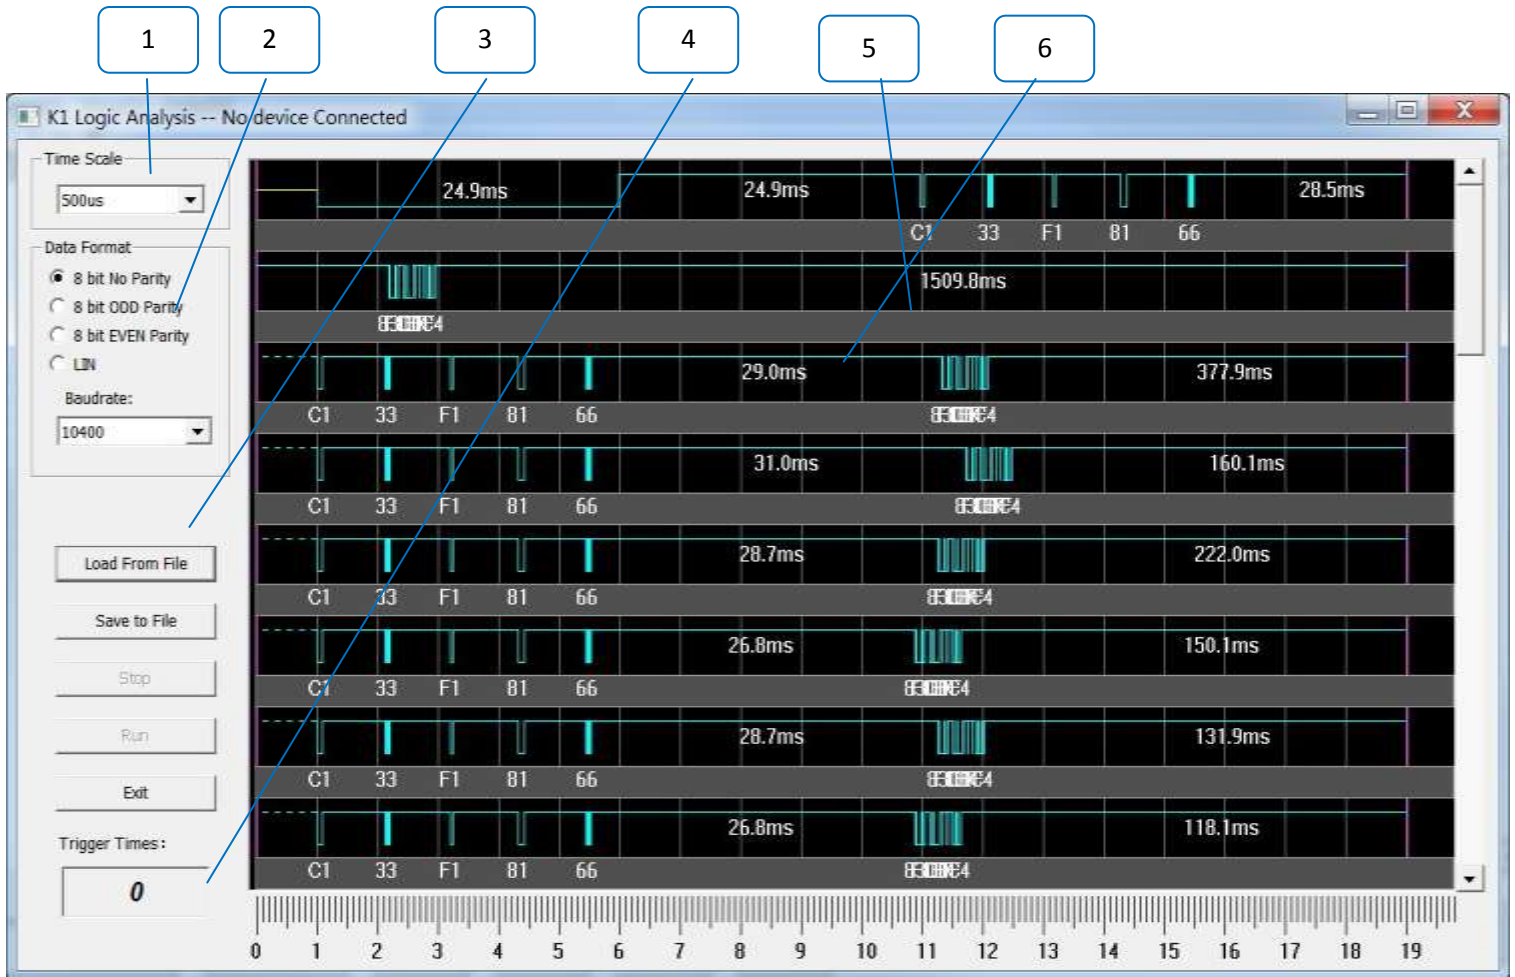 1 2 3 4 5 6
K1 Logic Analysis -- No device Connected
Time Scale
500us
Data Format
8 bit No Parity
8 bit ODD Parity
8 bit EVEN Parity
LIN
Baudrate:
10400
Load From File
Save to File
Stop
Run
Exit
Trigger Times:
0
24.9ms 24.9ms 28.5ms
C1 33 F1 81 66
1509.8ms
29.0ms 377.9ms
C1 33 F1 81 66
31.0ms 160.1ms
C1 33 F1 81 66
28.7ms 222.0ms
C1 33 F1 81 66
26.8ms 150.1ms
C1 33 F1 81 66
28.7ms 131.9ms
C1 33 F1 81 66
26.8ms 118.1ms
C1 33 F1 81 66
0 1 2 3 4 5 6 7 8 9 10 11 12 13 14 15 16 17 18 19